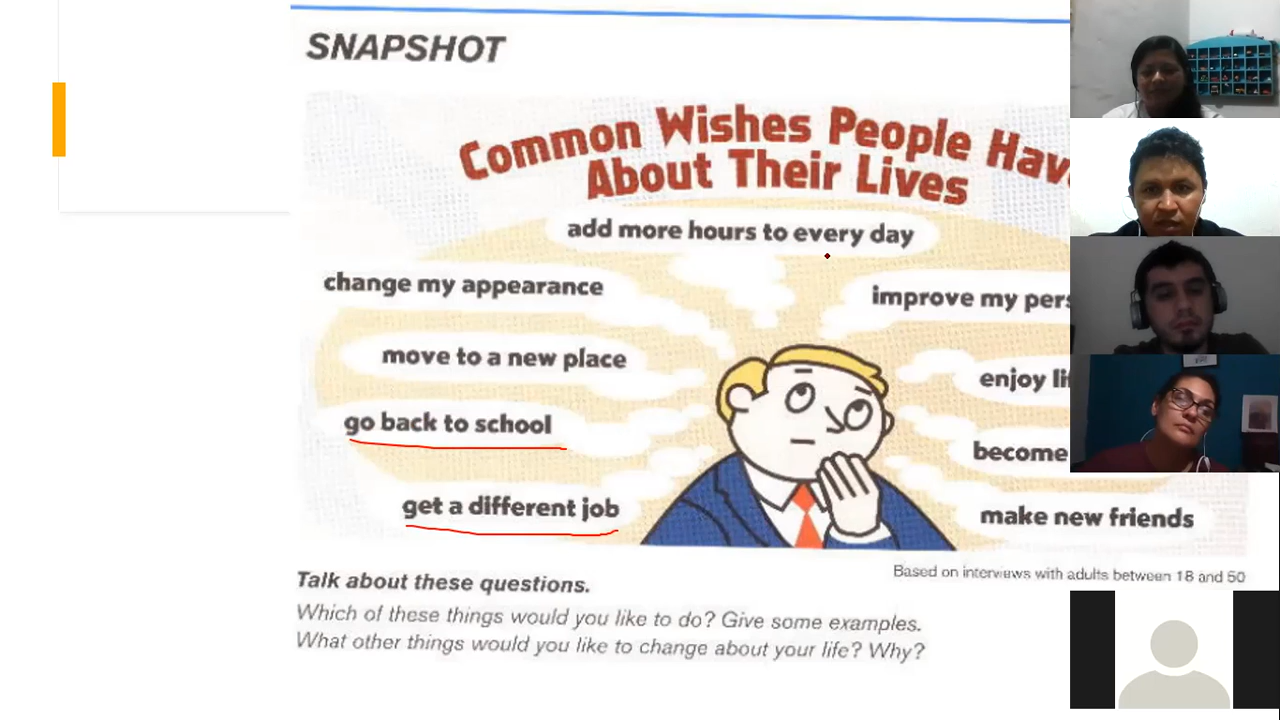 SNAPSHOT
Common Wishes People Hav
About Their Lives
add more hours to every day
change my appearance
improve my pers
move to a new place
enjoy li
go back to school
become
get a different job
make new friends
Based on interviews with adults between 18 and 50
Talk about these questions.
Which of these things would you like to do? Give some examples.
What other things would you like to change about your life? Why?